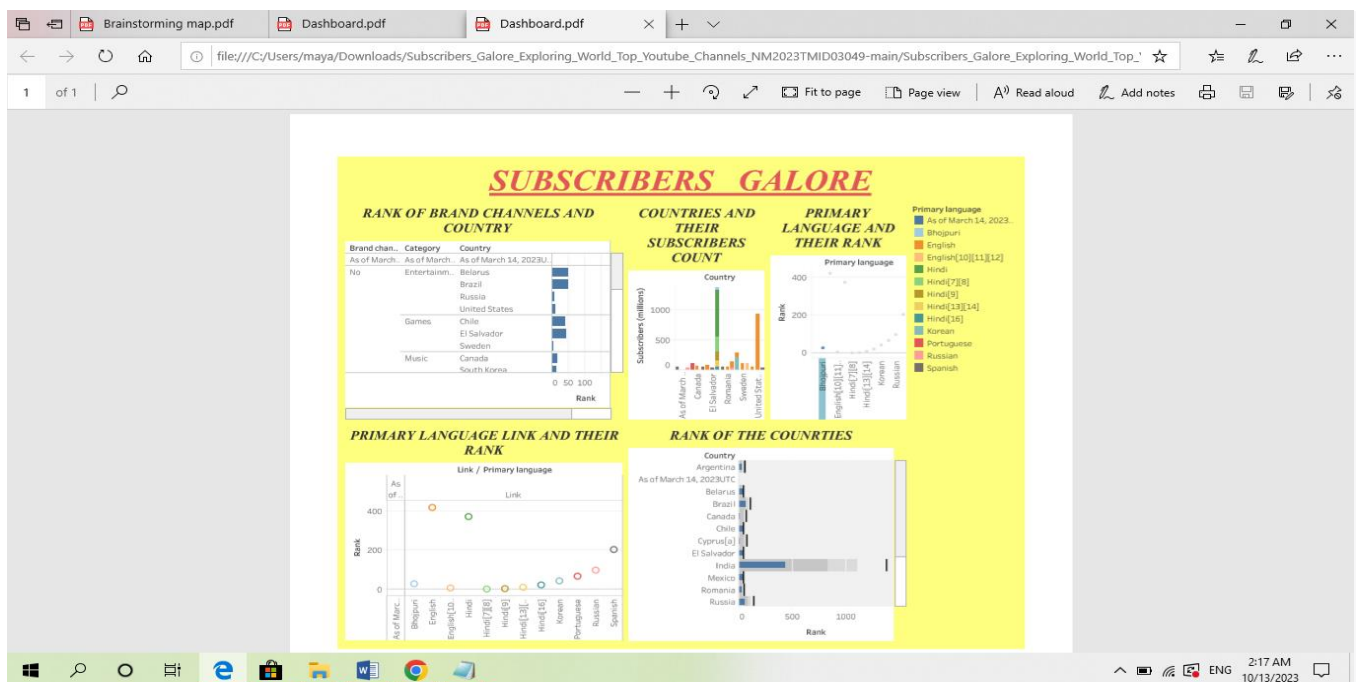 Brainstorming map.pdf
Dashboard.pdf
Dashboard.pdf
file:///C:/Users/maya/Downloads/Subscribers_Galore_Exploring_World_Top_Youtube_Channels_NM2023TMID03049-main/Subscribers_Galore_Exploring_World_Top_'
1 of 1
Fit to page
Page view
Read aloud
Add notes
SUBSCRIBERS GALORE
RANK OF BRAND CHANNELS AND
COUNTRY
Brand chan.. Category Country
As of March.. As of March.. As of March 14, 2023U..
No Entertainm.. Belarus
Brazil
Russia
United States
Games Chile
El Salvador
Sweden
Music Canada
South Korea
0 50 100
Rank
COUNTRIES AND
THEIR
SUBSCRIBERS
COUNT
Country
Subscribers (millions)
1000
500
0
As of March ..
Canada
El Salvador
Romania
Sweden
United Stat..
PRIMARY
LANGUAGE AND
THEIR RANK
Primary language
Rank
400
200
0
Bhojpuri
English[10][11]..
Hindi[7][8]
Hindi[13][14]
Korean
Russian
Primary language
As of March 14, 2023..
Bhojpuri
English
English[10][11][12]
Hindi
Hindi[7][8]
Hindi[9]
Hindi[13][14]
Hindi[16]
Korean
Portuguese
Russian
Spanish
PRIMARY LANGUAGE LINK AND THEIR
RANK
Link / Primary language
As
of ..
Link
Rank
400
200
0
As of Marc..
Bhojpuri
English
English[10..
Hindi
Hindi[7][8]
Hindi[9]
Hindi[13][..
Hindi[16]
Korean
Portuguese
Russian
Spanish
RANK OF THE COUNRTIES
Country
Argentina
As of March 14, 2023UTC
Belarus
Brazil
Canada
Chile
Cyprus[a]
El Salvador
India
Mexico
Romania
Russia
0 500 1000
Rank
ENG
2:17 AM
10/13/2023